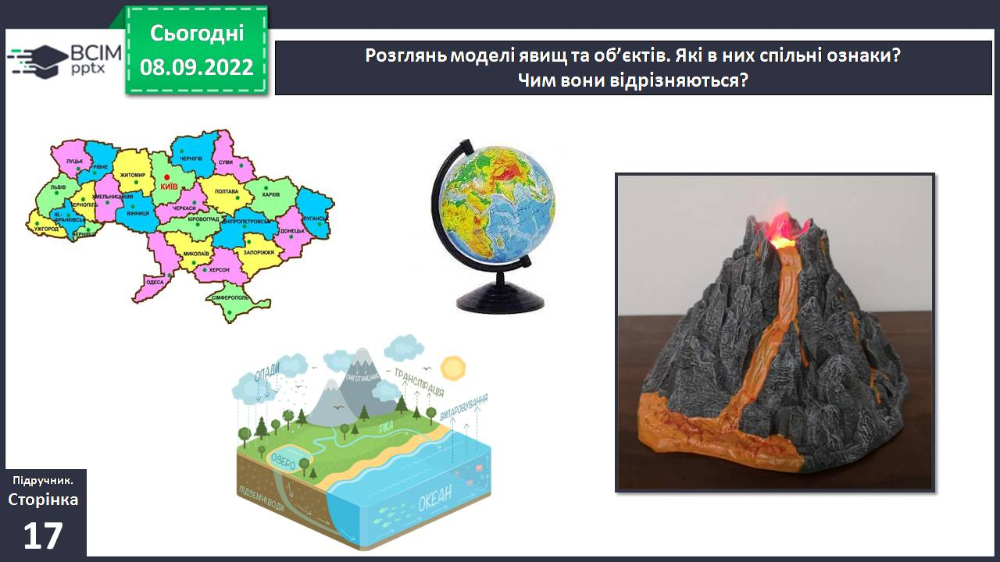 Сьогодні
08.09.2022
ВСІМ
pptx
Розглянь моделі явищ та об’єктів. Які в них спільні ознаки?
Чим вони відрізняються?
ЛУЦЬК
РІВНЕ
ЖИТОМИР
КИЇВ
ЧЕРНІГІВ
СУМИ
ЛЬВІВ
ТЕРНОПІЛЬ
ХМЕЛЬНИЦЬКИЙ
ВІННИЦЯ
ЧЕРКАСИ
ПОЛТАВА
ХАРКІВ
ІВ.-
ФРАНКІВСЬК
УЖГОРОД
ЧЕРНІВЦІ
КІРОВОГРАД
ДНІПРОПЕТРОВСЬК
ЛУГАНСЬК
ДОНЕЦЬК
МИКОЛАЇВ
ЗАПОРІЖЖЯ
ХЕРСОН
ОДЕСА
СІМФЕРОПОЛЬ
ОПАДИ
СНІГОТАНЕННЯ
ТРАНСПІРАЦІЯ
ВИПАРОВУВАННЯ
РІКА
ОЗЕРО
ПІДЗЕМНІ ВОДИ
ОКЕАН
Підручник.
Сторінка
17